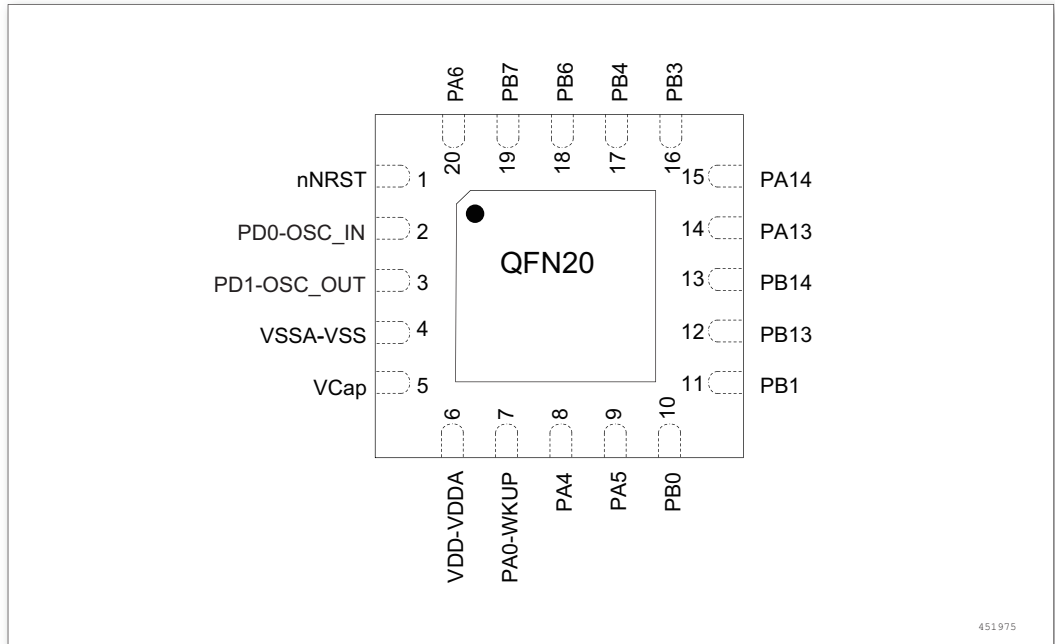 PA6
PB7
PB6
PB4
PB3
20
19
18
17
16
nNRST 1
15 PA14
PD0-OSC_IN 2
14 PA13
PD1-OSC_OUT 3
QFN20
13 PB14
VSSA-VSS 4
12 PB13
VCap 5
11 PB1
6
7
8
9
10
VDD-VDDA
PA0-WKUP
PA4
PA5
PB0
451975